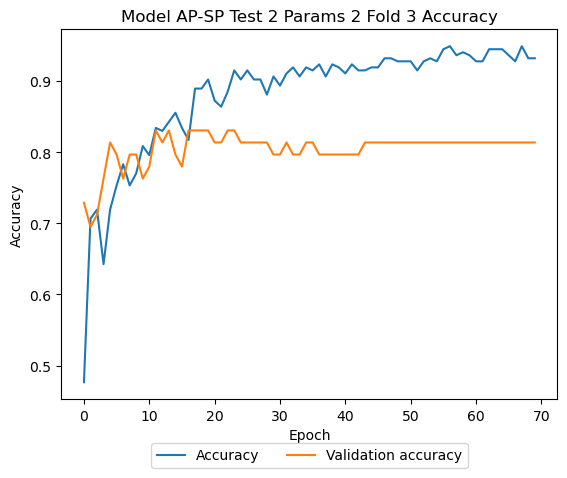 Model AP-SP Test 2 Params 2 Fold 3 Accuracy
Accuracy
0.9
0.8
0.7
0.6
0.5
0 10 20 30 40 50 60 70
Epoch
Accuracy Validation accuracy